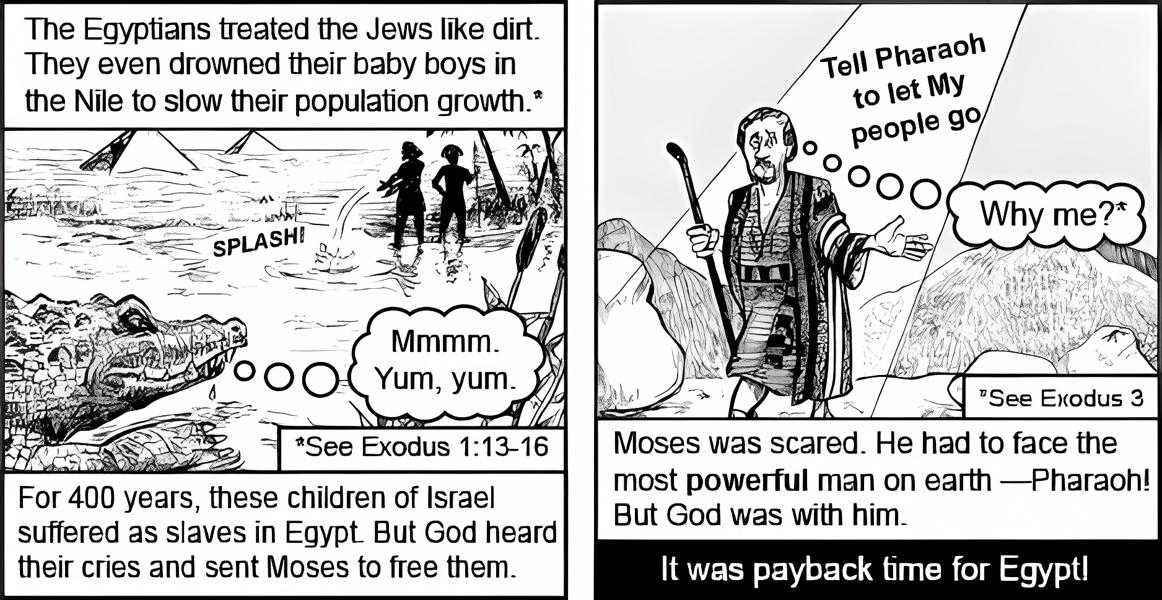 The Egyptians treated the Jews like dirt.
They even drowned their baby boys in
the Nile to slow their population growth.*
SPLASH!
Mmmm.
Yum, yum.
*See Exodus 1:13-16
For 400 years, these children of Israel
suffered as slaves in Egypt. But God heard
their cries and sent Moses to free them.
Tell Pharaoh
to let My
people go
Why me?*
*See Exodus 3
Moses was scared. He had to face the
most powerful man on earth —Pharaoh!
But God was with him.
It was payback time for Egypt!